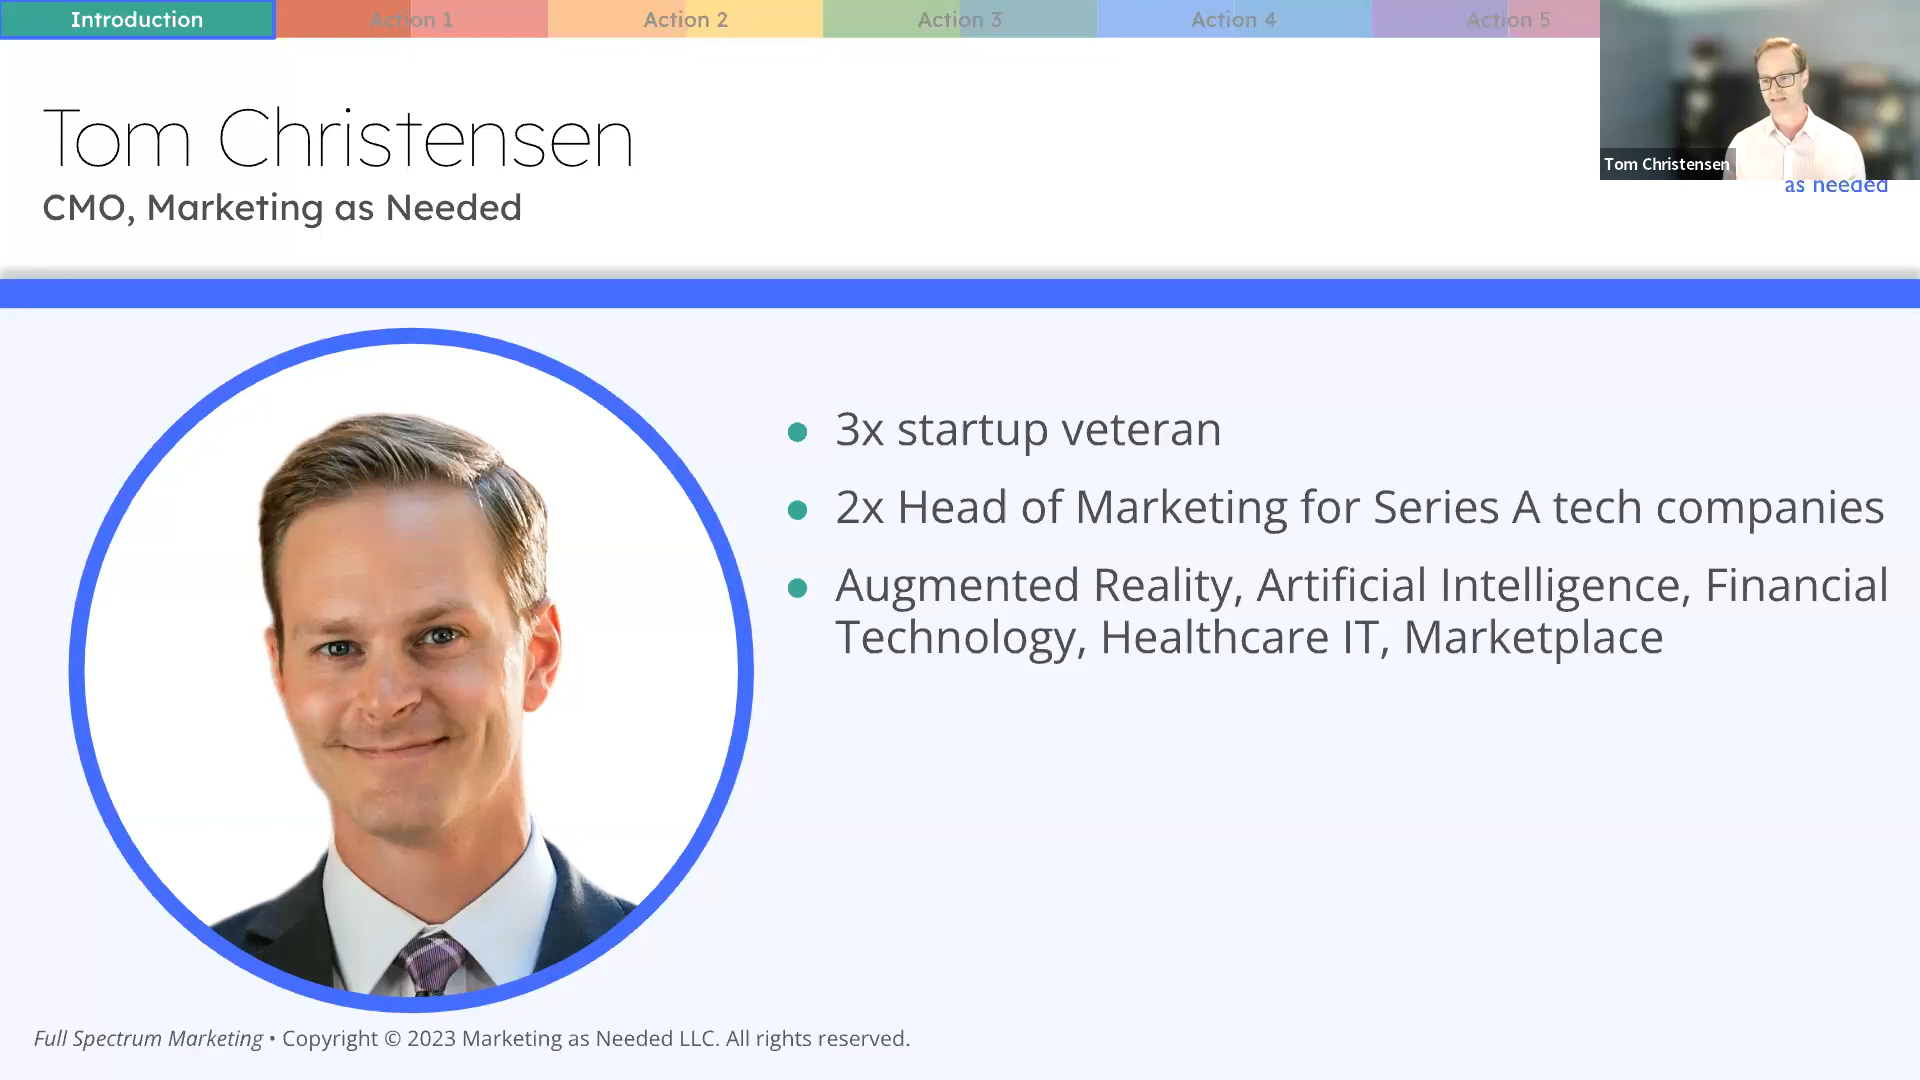 Introduction
Action 1
Action 2
Action 3
Action 4
Action 5
Tom Christensen
as needed
Tom Christensen
CMO, Marketing as Needed
● 3x startup veteran
● 2x Head of Marketing for Series A tech companies
● Augmented Reality, Artificial Intelligence, Financial
Technology, Healthcare IT, Marketplace
Full Spectrum Marketing • Copyright © 2023 Marketing as Needed LLC. All rights reserved.